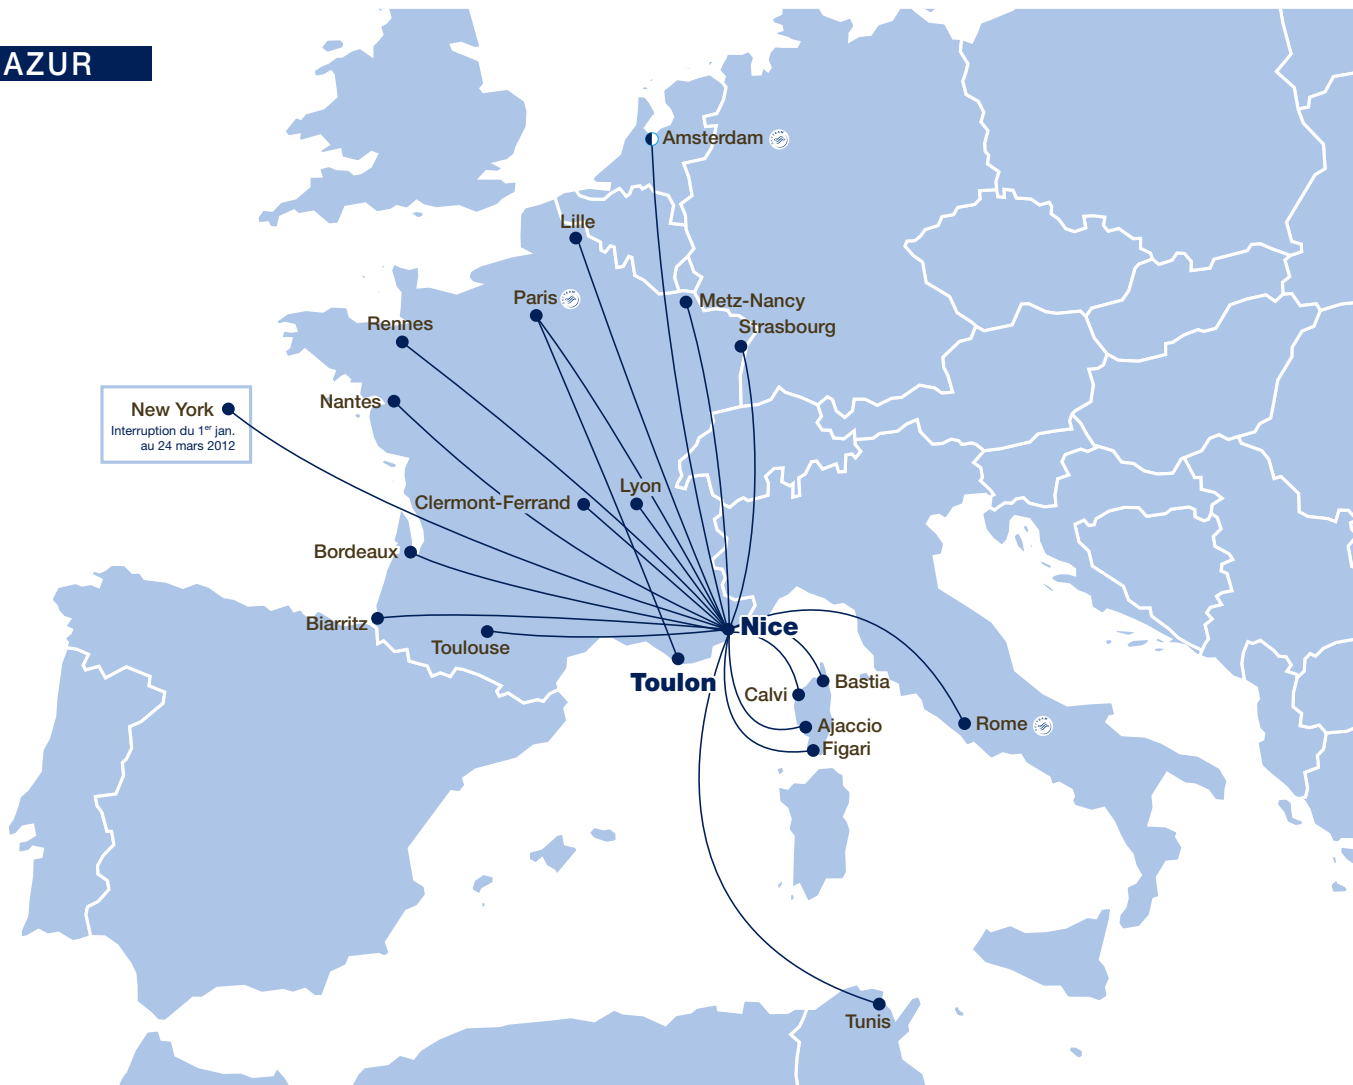 AZUR
Amsterdam
Lille
Paris
Metz-Nancy
Rennes
Strasbourg
Nantes
New York
Interruption du 1er jan.
au 24 mars 2012
Lyon
Clermont-Ferrand
Bordeaux
Biarritz
Nice
Toulouse
Toulon
Calvi
Bastia
Ajaccio
Rome
Figari
Tunis